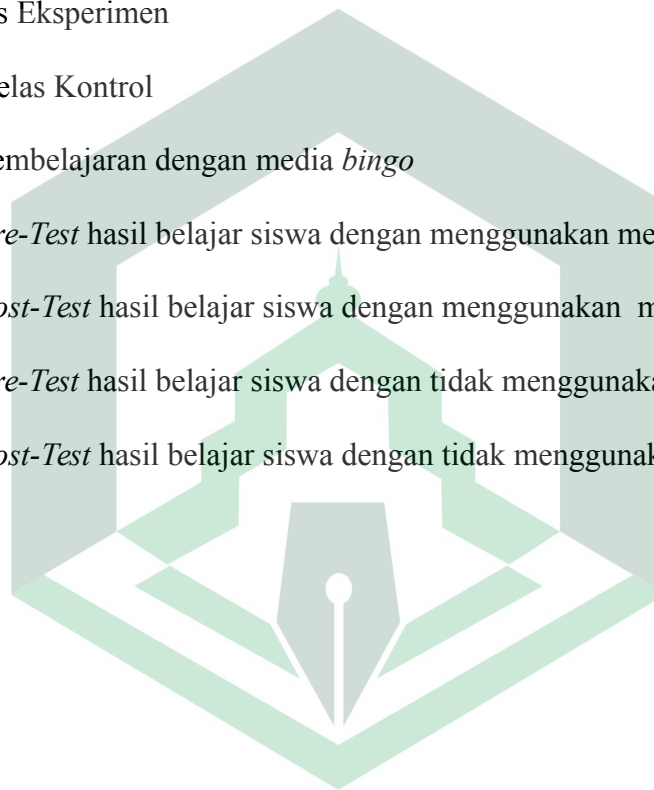 s Eksperimen
elas Kontrol
embelajaran dengan media bingo
re-Test hasil belajar siswa dengan menggunakan me
ost-Test hasil belajar siswa dengan menggunakan m
re-Test hasil belajar siswa dengan tidak menggunaka
ost-Test hasil belajar siswa dengan tidak menggunak